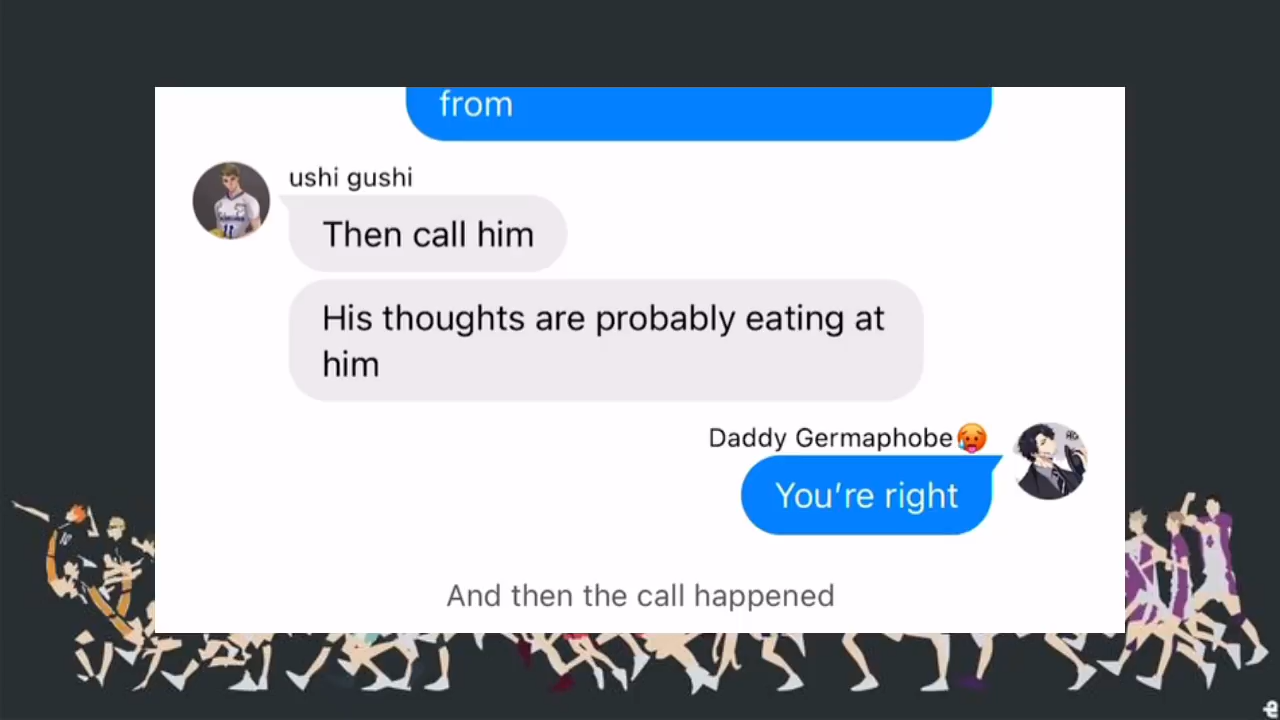 from
ushi gushi
Then call him
His thoughts are probably eating at
him
Daddy Germaphobe🥵
You're right
And then the call happened